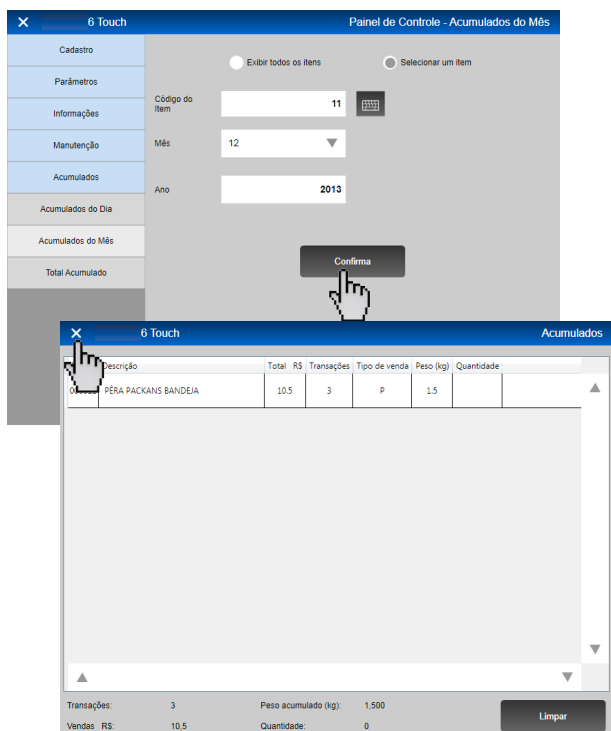 6 Touch
Painel de Controle - Acumulados do Mês
Cadastro
Parâmetros
Informações
Manutenção
Acumulados
Acumulados do Dia
Acumulados do Mês
Total Acumulado
Exibir todos os itens
Selecionar um item
Código do
Item
11
Mês
12
Ano
2013
Confirma
6 Touch
Acumulados
Descrição Total R$ Transações Tipo de venda Peso (kg) Quantidade
PÊRA PACKANS BANDEJA 10.5 3 P 1.5
Transações: 3 Peso acumulado (kg): 1,500
Vendas R$: 10,5 Quantidade: 0
Limpar